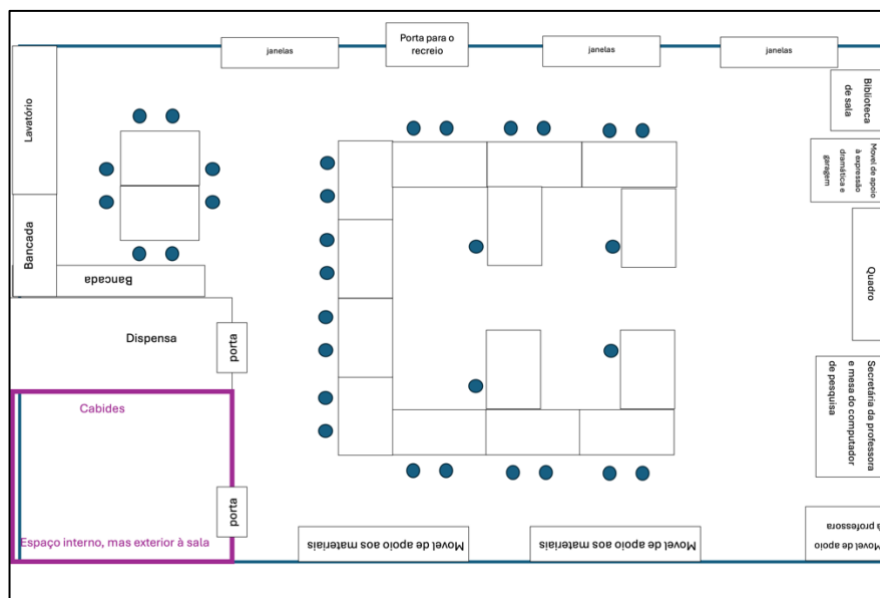 janelas
Porta para o
recreio
janelas
janelas
Lavatório
Bancada
Bancada
Biblioteca
de sala
Movel de apoio
à expressão
dramática e
garagem
Quadro
Dispensa
porta
Secretária da professora
e mesa do computador
de pesquisa
Cabides
porta
Espaço interno, mas exterior à sala
Movel de apoio aos materiais
Movel de apoio aos materiais
Movel de apoio
à professora